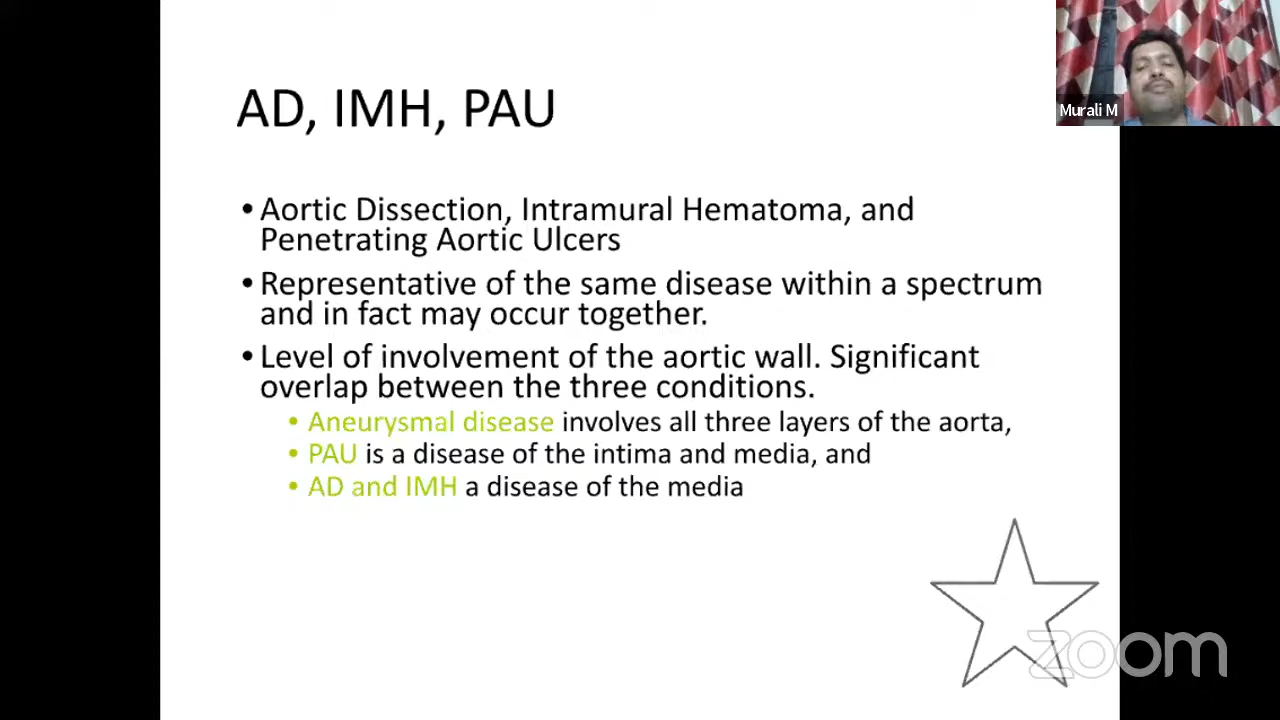 AD, IMH, PAU
Murali M
•Aortic Dissection, Intramural Hematoma, and
Penetrating Aortic Ulcers
•Representative of the same disease within a spectrum
and in fact may occur together.
•Level of involvement of the aortic wall. Significant
overlap between the three conditions.
• Aneurysmal disease involves all three layers of the aorta,
• PAU is a disease of the intima and media, and
• AD and IMH a disease of the media
zoom